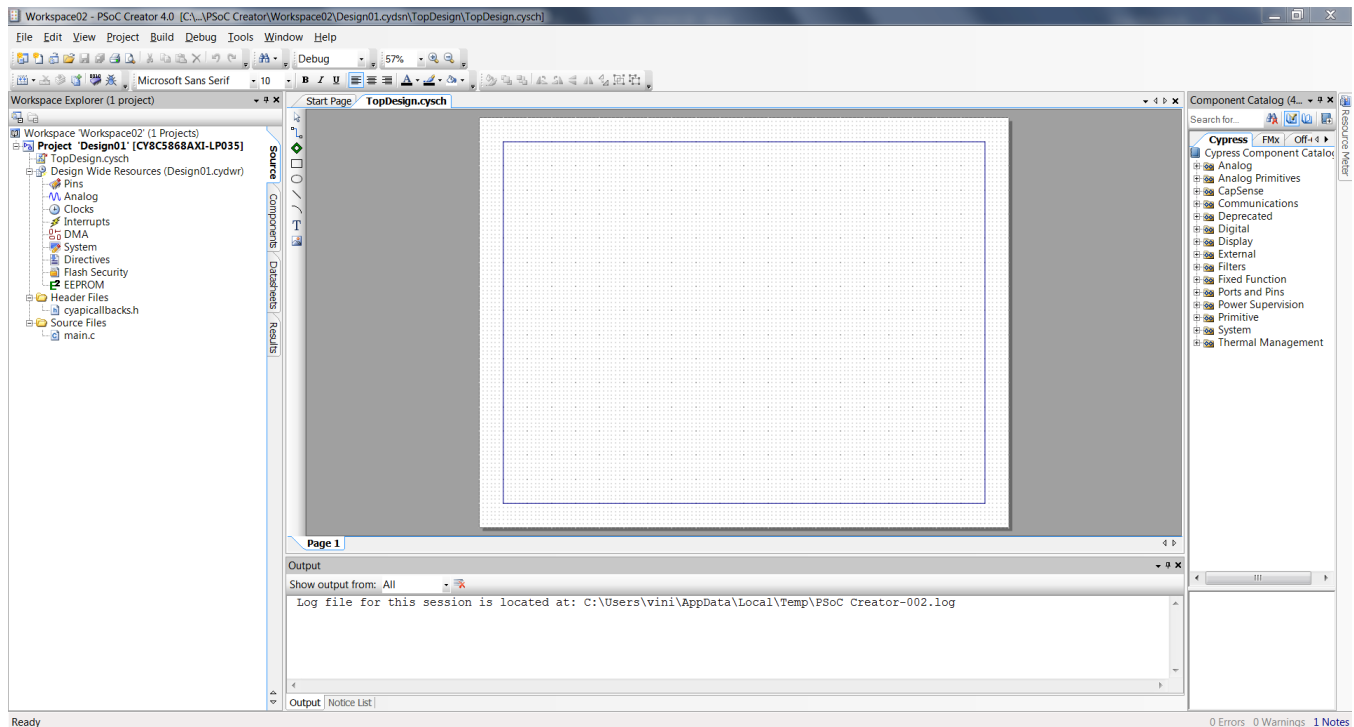 Workspace02 - PSoC Creator 4.0 [C:\...\PSoC Creator\Workspace02\Design01.cydsn\TopDesign\TopDesign.cysch]
File Edit View Project Build Debug Tools Window Help
Debug 57%
Microsoft Sans Serif 10 B I U A
Workspace Explorer (1 project)
Workspace 'Workspace02' (1 Projects)
Project 'Design01' [CY8C5868AXI-LP035]
TopDesign.cysch
Design Wide Resources (Design01.cydwr)
Pins
Analog
Clocks
Interrupts
DMA
System
Directives
Flash Security
EEPROM
Header Files
cyapicallbacks.h
Source Files
main.c
Source
Components
Datasheets
Results
Start Page TopDesign.cysch
T
Page 1
Output
Show output from: All
Log file for this session is located at: C:\Users\vini\AppData\Local\Temp\PSoC Creator-002.log
Output Notice List
Component Catalog (4...
Search for...
Cypress FMx Off-
Cypress Component Catalog
Analog
Analog Primitives
CapSense
Communications
Deprecated
Digital
Display
External
Filters
Fixed Function
Ports and Pins
Power Supervision
Primitive
System
Thermal Management
Resource Meter
Ready
0 Errors 0 Warnings 1 Notes